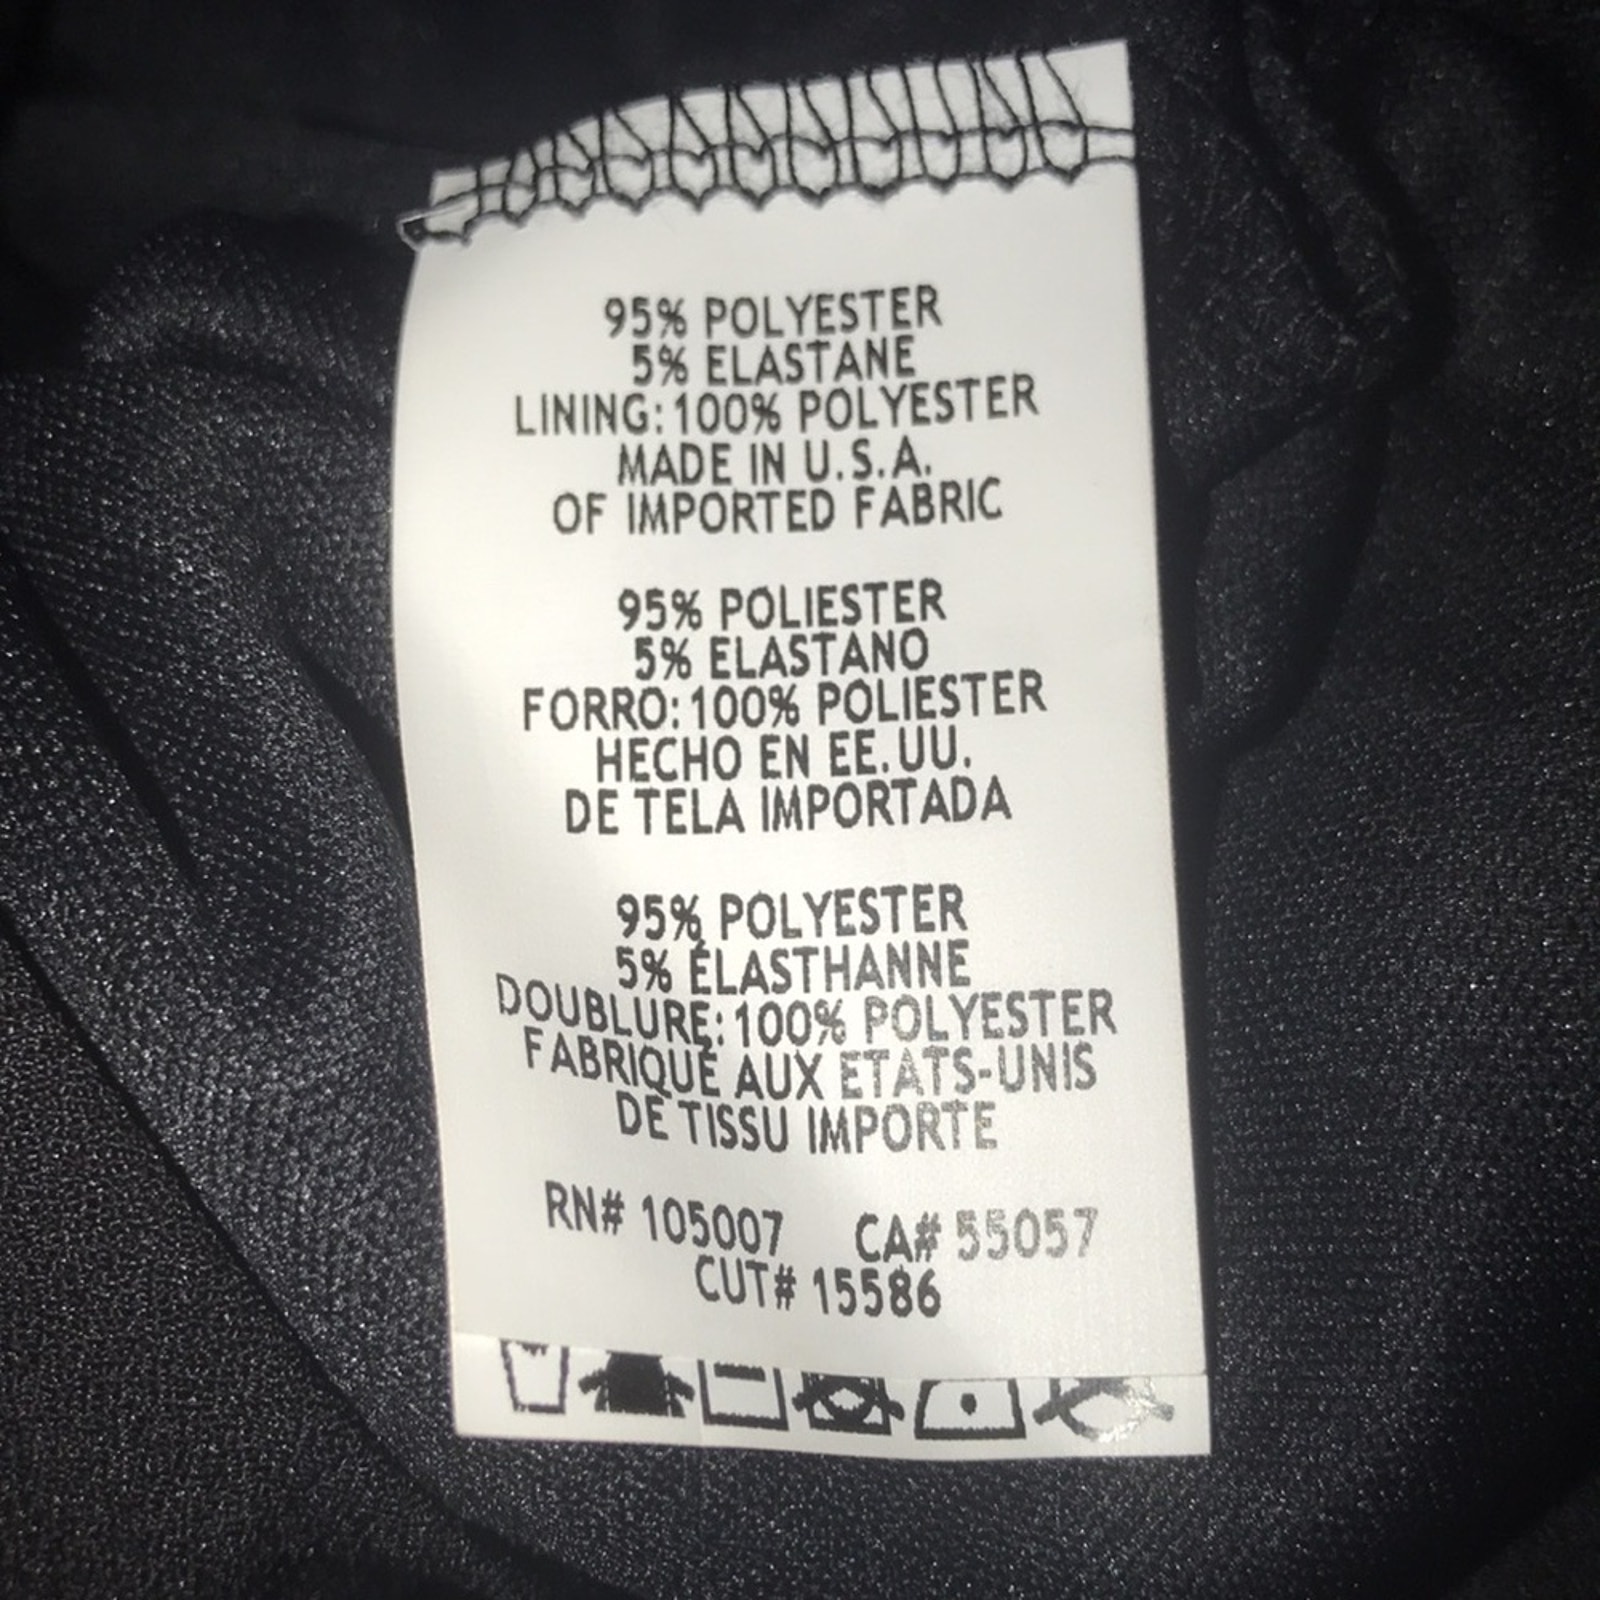 95% POLYESTER
5% ELASTANE
LINING: 100% POLYESTER
MADE IN U.S.A.
OF IMPORTED FABRIC
95% POLIESTER
5% ELASTANO
FORRO: 100% POLIESTER
HECHO EN EE.UU.
DE TELA IMPORTADA
95% POLYESTER
5% ÉLASTHANNE
DOUBLURE: 100% POLYESTER
FABRIQUÉ AUX ETATS-UNIS
DE TISSU IMPORTE
RN# 105007 CA# 55057
CUT# 15586